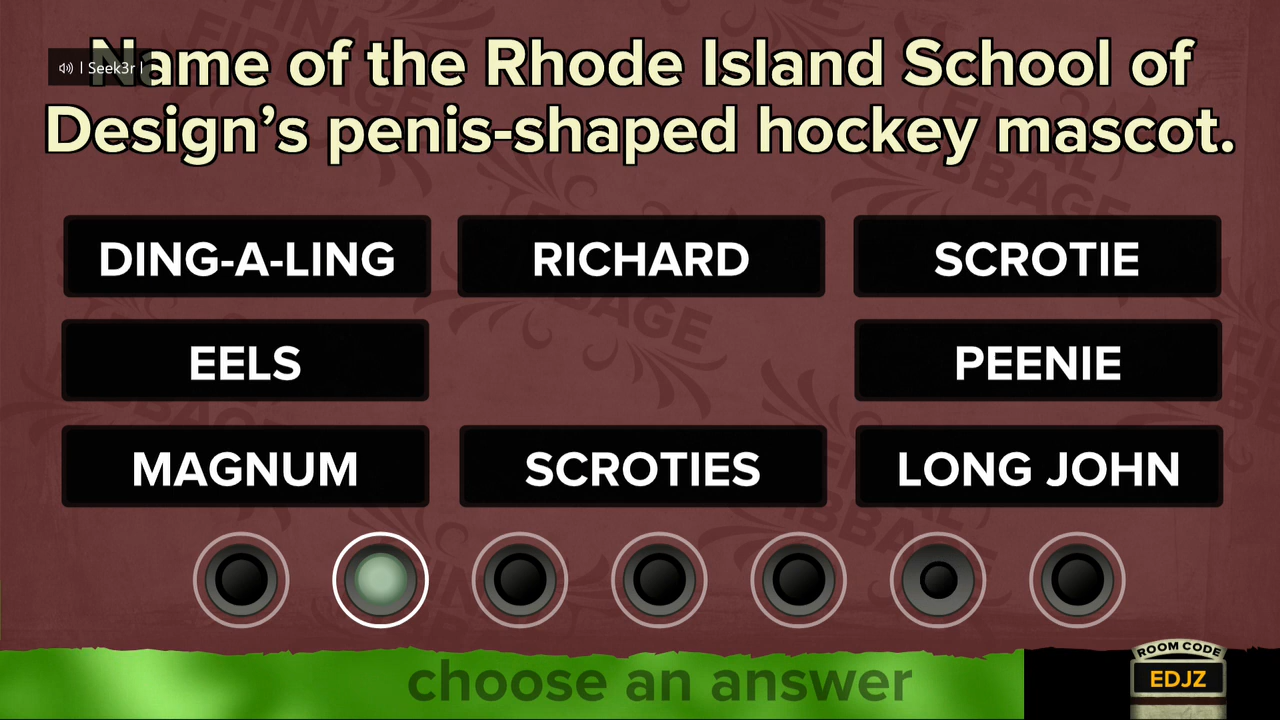 Name of the Rhode Island School of
Design’s penis-shaped hockey mascot.
Seek3r
DING-A-LING
RICHARD
SCROTIE
EELS
PEENIE
MAGNUM
SCROTIES
LONG JOHN
choose an answer
ROOM CODE
EDJZ